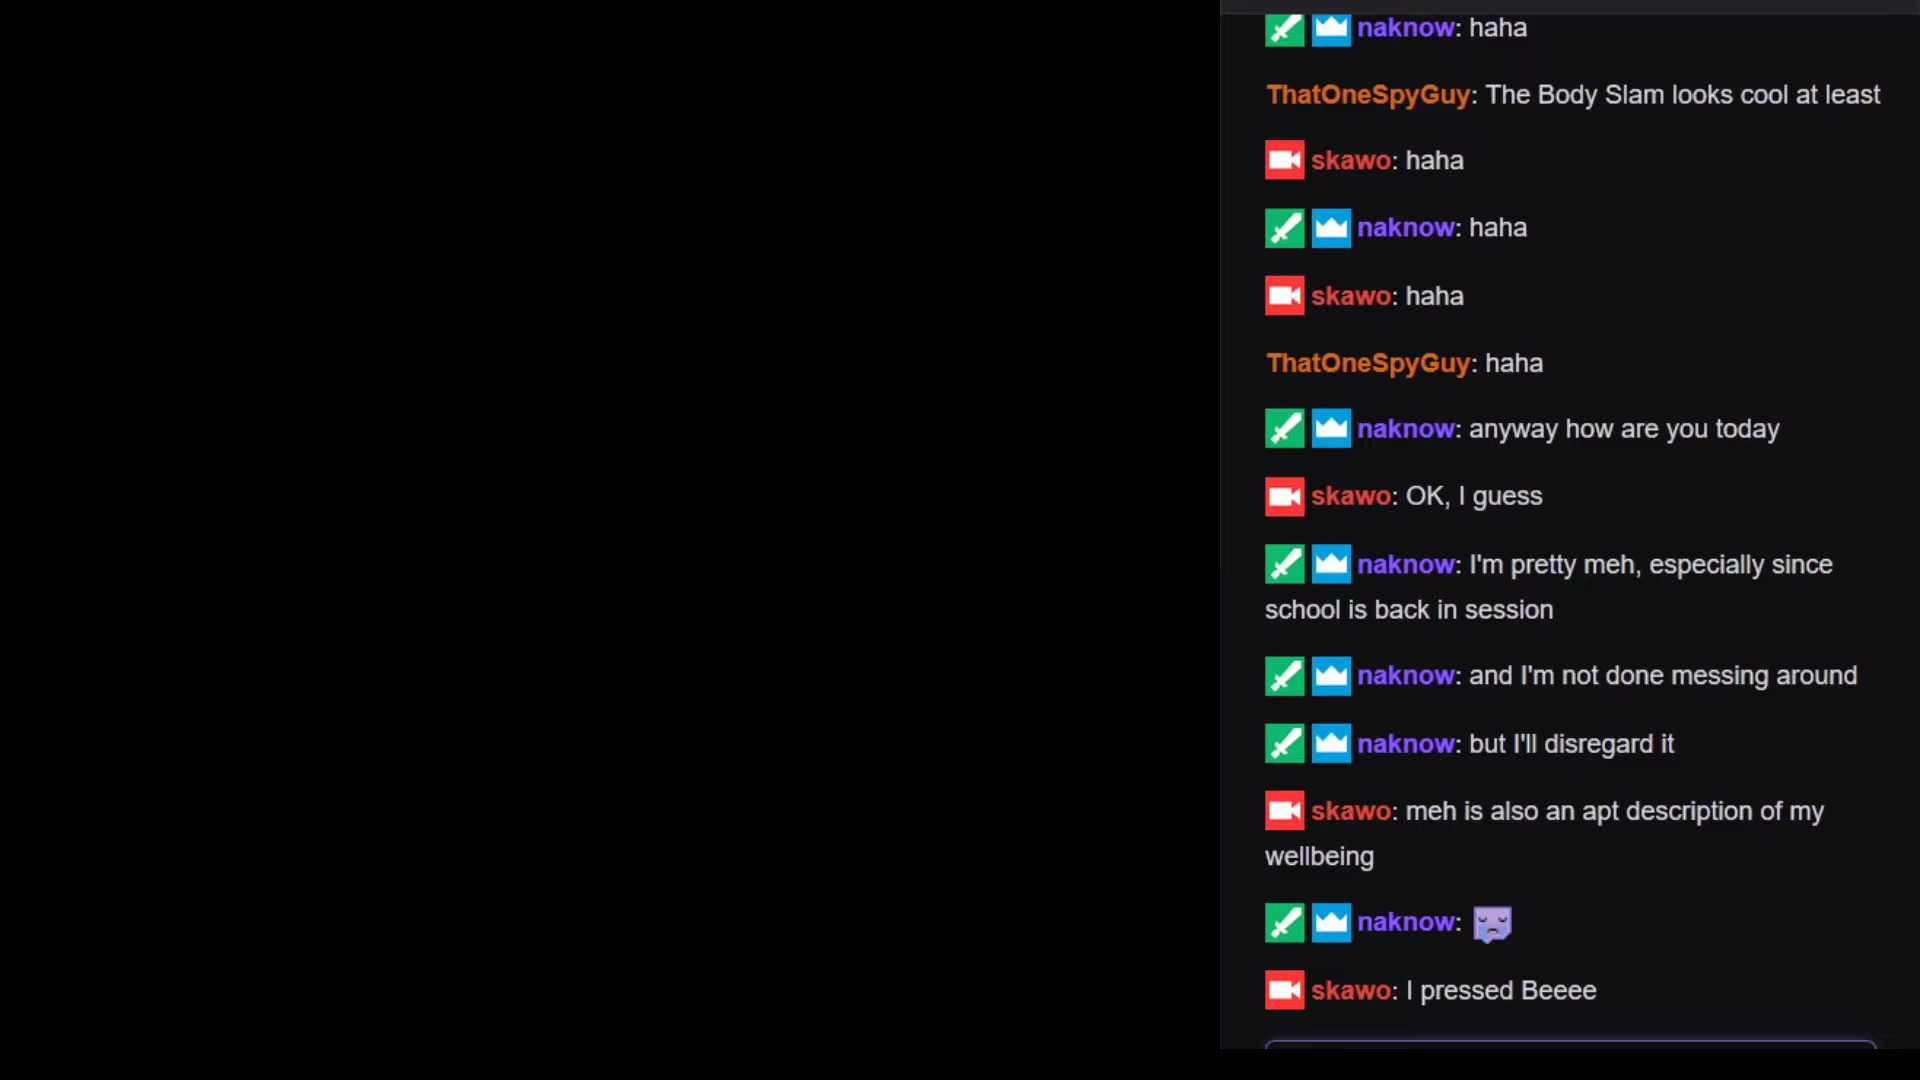 naknow: haha
ThatOneSpyGuy: The Body Slam looks cool at least
skawo: haha
naknow: haha
skawo: haha
ThatOneSpyGuy: haha
naknow: anyway how are you today
skawo: OK, I guess
naknow: I'm pretty meh, especially since
school is back in session
naknow: and I'm not done messing around
naknow: but I'll disregard it
skawo: meh is also an apt description of my
wellbeing
naknow:
skawo: I pressed Beeee